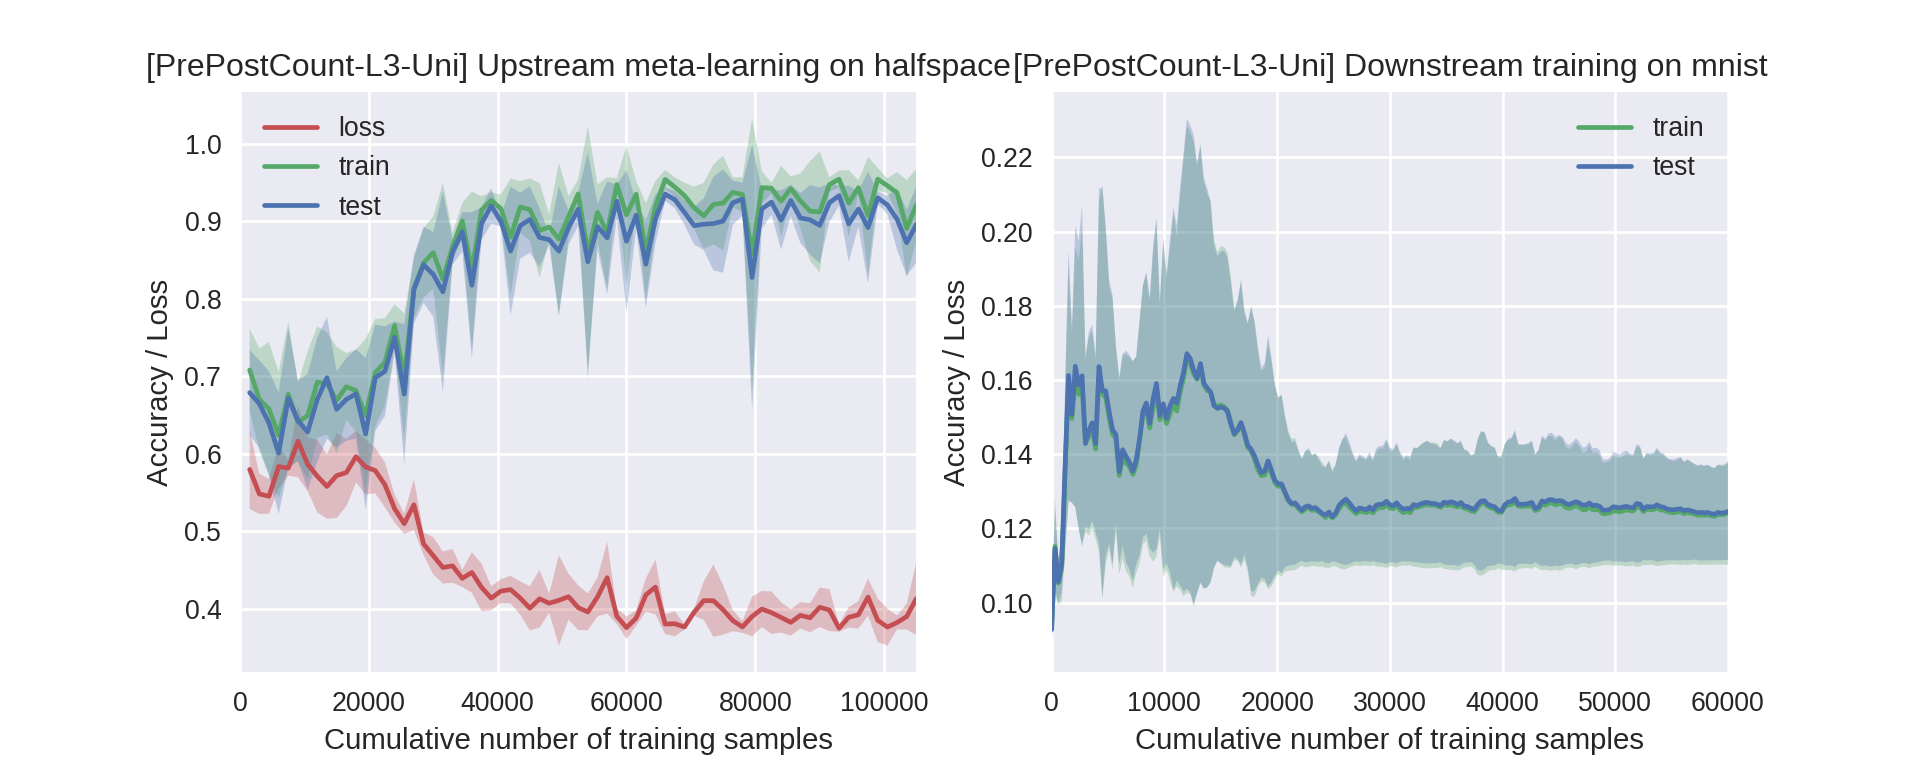 [PrePostCount-L3-Uni] Upstream meta-learning on halfspace
loss
train
test
1.0
0.9
0.8
0.7
0.6
0.5
0.4
Accuracy / Loss
0 20000 40000 60000 80000 100000
Cumulative number of training samples
[PrePostCount-L3-Uni] Downstream training on mnist
train
test
0.22
0.20
0.18
0.16
0.14
0.12
0.10
Accuracy / Loss
0 10000 20000 30000 40000 50000 60000
Cumulative number of training samples